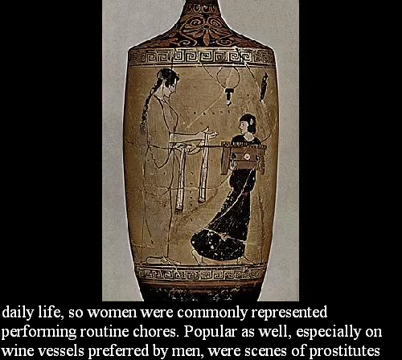 daily life, so women were commonly represented
performing routine chores. Popular as well, especially on
wine vessels preferred by men, were scenes of prostitutes